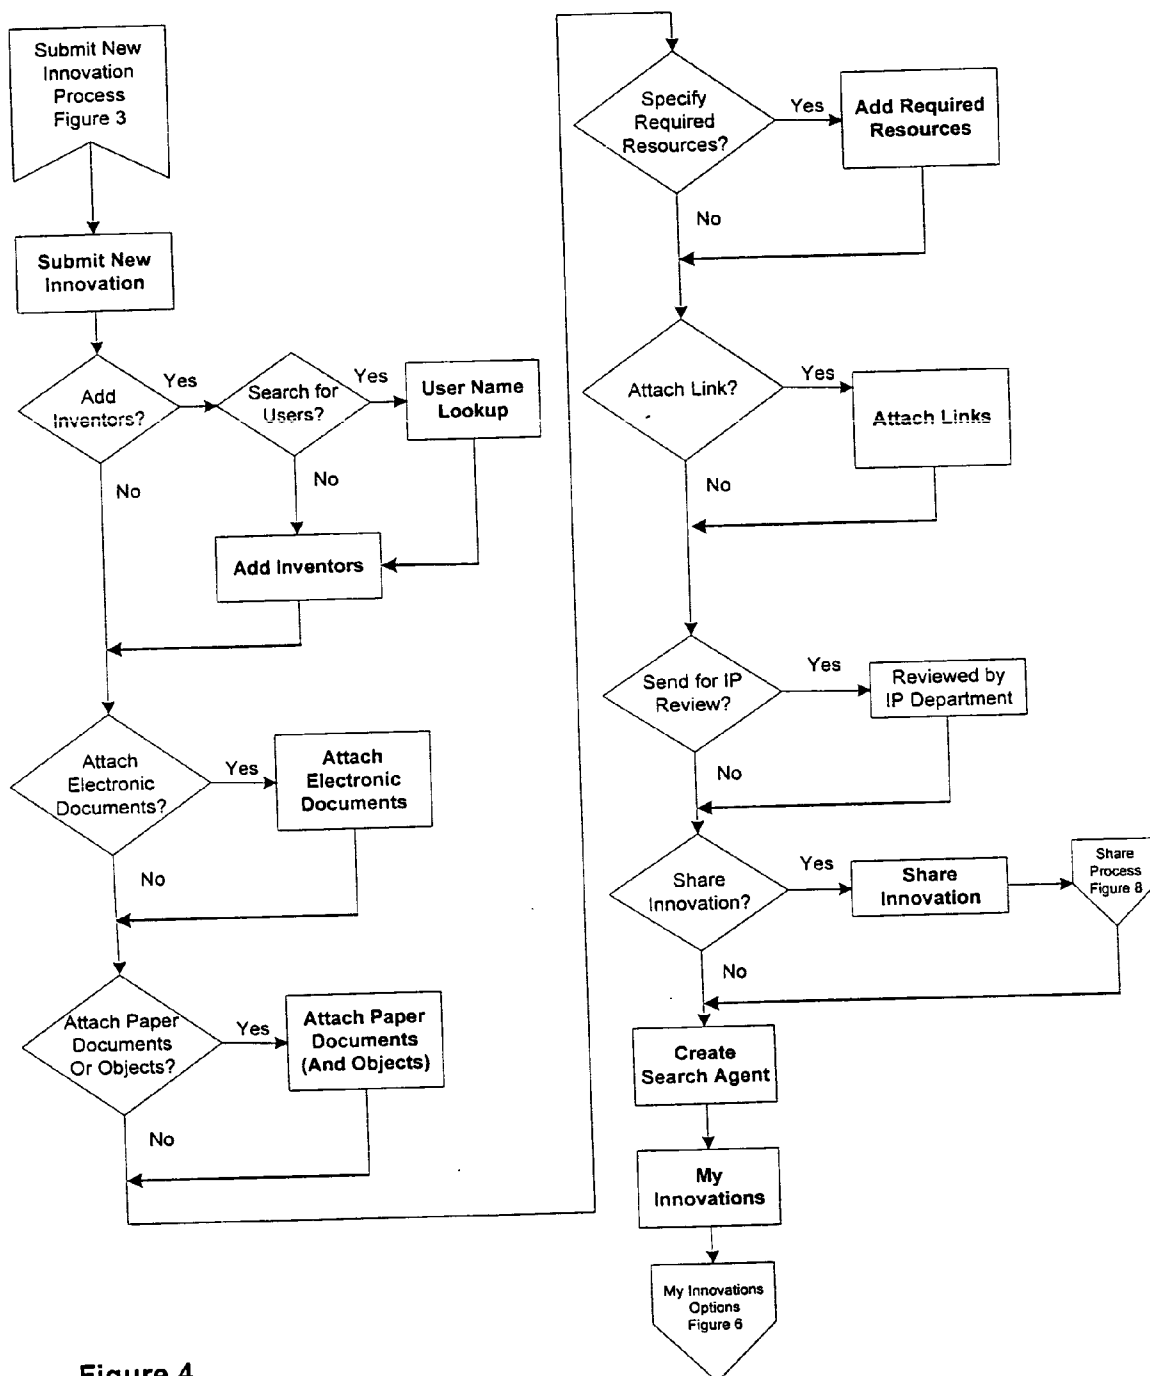 Submit New
Innovation
Process
Figure 3
Submit New
Innovation
Add
Inventors?
Yes
Search for
Users?
Yes
User Name
Lookup
No
No
Add Inventors
Attach
Electronic
Documents?
Yes
Attach
Electronic
Documents
No
Attach Paper
Documents
Or Objects?
Yes
Attach Paper
Documents
(And Objects)
No
Specify
Required
Resources?
Yes
Add Required
Resources
No
Attach Link?
Yes
Attach Links
No
Send for IP
Review?
Yes
Reviewed by
IP Department
No
Share
Innovation?
Yes
Share
Innovation
Share
Process
Figure 8
No
Create
Search Agent
My
Innovations
My Innovations
Options
Figure 6
Figure 4